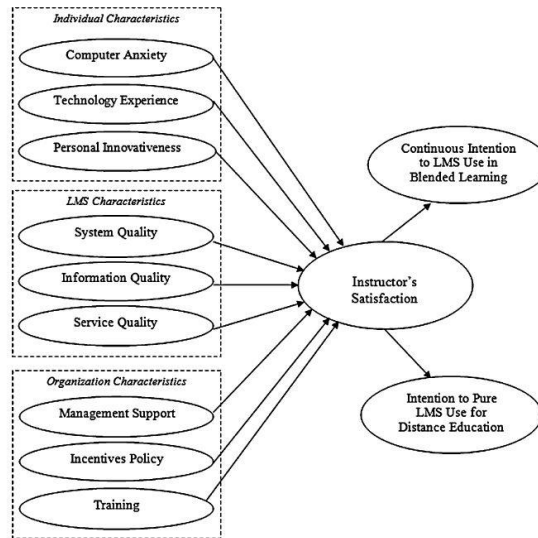 Individual Characteristics
Computer Anxiety
Technology Experience
Personal Innovativeness
LMS Characteristics
System Quality
Information Quality
Service Quality
Organization Characteristics
Management Support
Incentives Policy
Training
Instructor's
Satisfaction
Continuous Intention
to LMS Use in
Blended Learning
Intention to Pure
LMS Use for
Distance Education